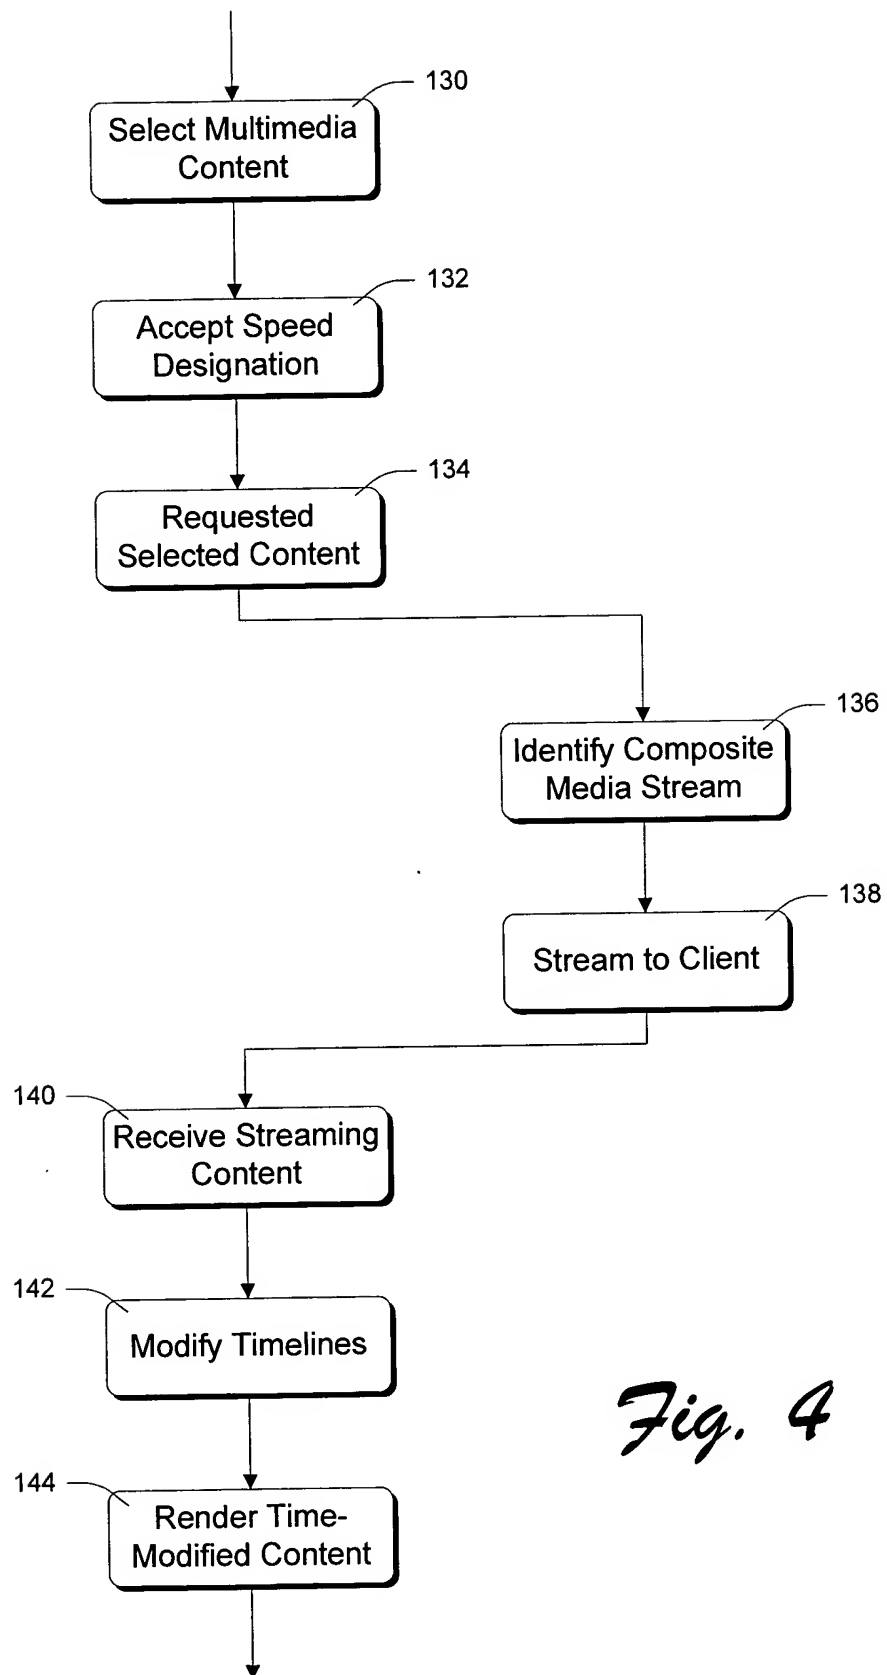 130
Select Multimedia
Content
132
Accept Speed
Designation
134
Requested
Selected Content
136
Identify Composite
Media Stream
138
Stream to Client
140
Receive Streaming
Content
142
Modify Timelines
144
Render Time-
Modified Content
Fig. 4